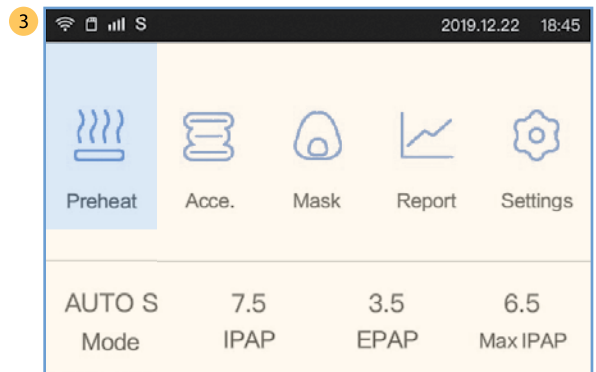 3
S 2019.12.22 18:45
Preheat Acce. Mask Report Settings
AUTO S 7.5 3.5 6.5
Mode IPAP EPAP Max IPAP